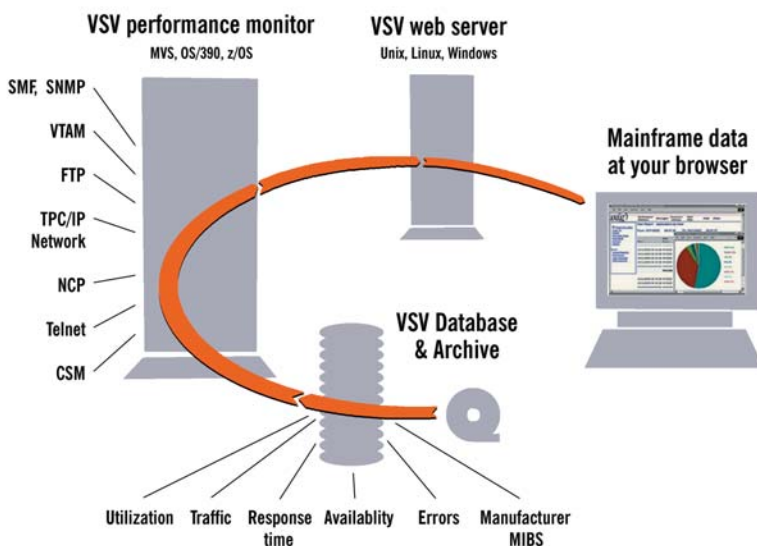 VSV performance monitor
MVS, OS/390, z/OS
VSV web server
Unix, Linux, Windows
SMF, SNMP
VTAM
FTP
TPC/IP
Network
NCP
Telnet
CSM
Mainframe data
at your browser
VSV Database
& Archive
Utilization
Traffic
Response
time
Availablity
Errors
Manufacturer
MIBS